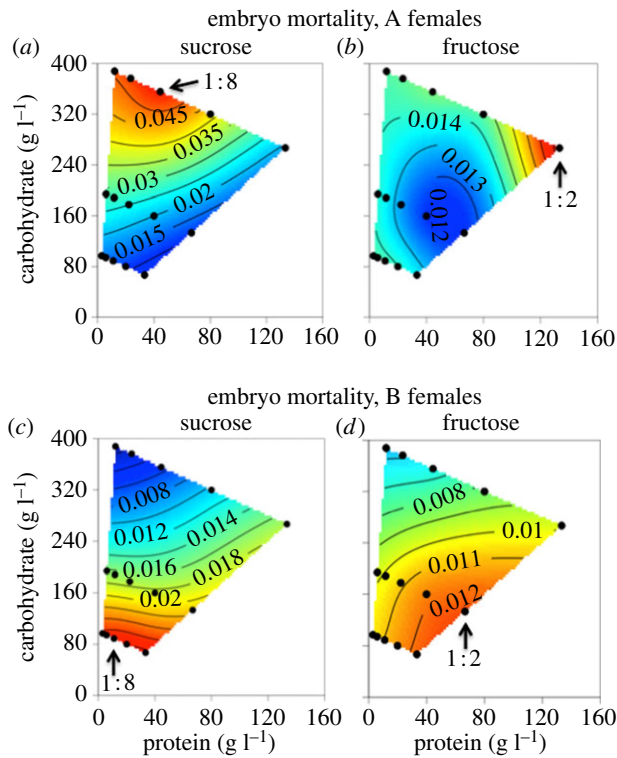 embryo mortality, A females
(a) sucrose
(b) fructose
400
320
240
160
80
0
carbohydrate (g l⁻¹)
1:8
0.045
0.035
0.03
0.02
0.015
0 40 80 120 160
0.014
0.013
0.012
1:2
0 40 80 120 160
embryo mortality, B females
(c) sucrose
(d) fructose
400
320
240
160
80
0
carbohydrate (g l⁻¹)
0.008
0.012
0.014
0.016
0.018
0.02
1:8
0 40 80 120 160
protein (g l⁻¹)
0.008
0.01
0.011
0.012
1:2
0 40 80 120 160
protein (g l⁻¹)